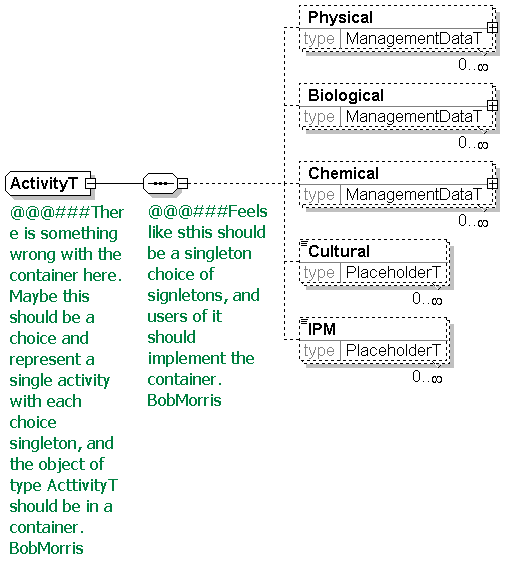 Physical
type ManagementDataT
0..∞
Biological
type ManagementDataT
0..∞
Chemical
type ManagementDataT
0..∞
Cultural
type PlaceholderT
0..∞
IPM
type PlaceholderT
0..∞
ActivityT
@@@###Ther
e is something
wrong with the
container here.
Maybe this
should be a
choice and
represent a
single activity
with each
choice
singleton, and
the object of
type ActtivityT
should be in a
container.
BobMorris
@@@###Feels
like sthis should
be a singleton
choice of
signletons, and
users of it
should
implement the
container.
BobMorris